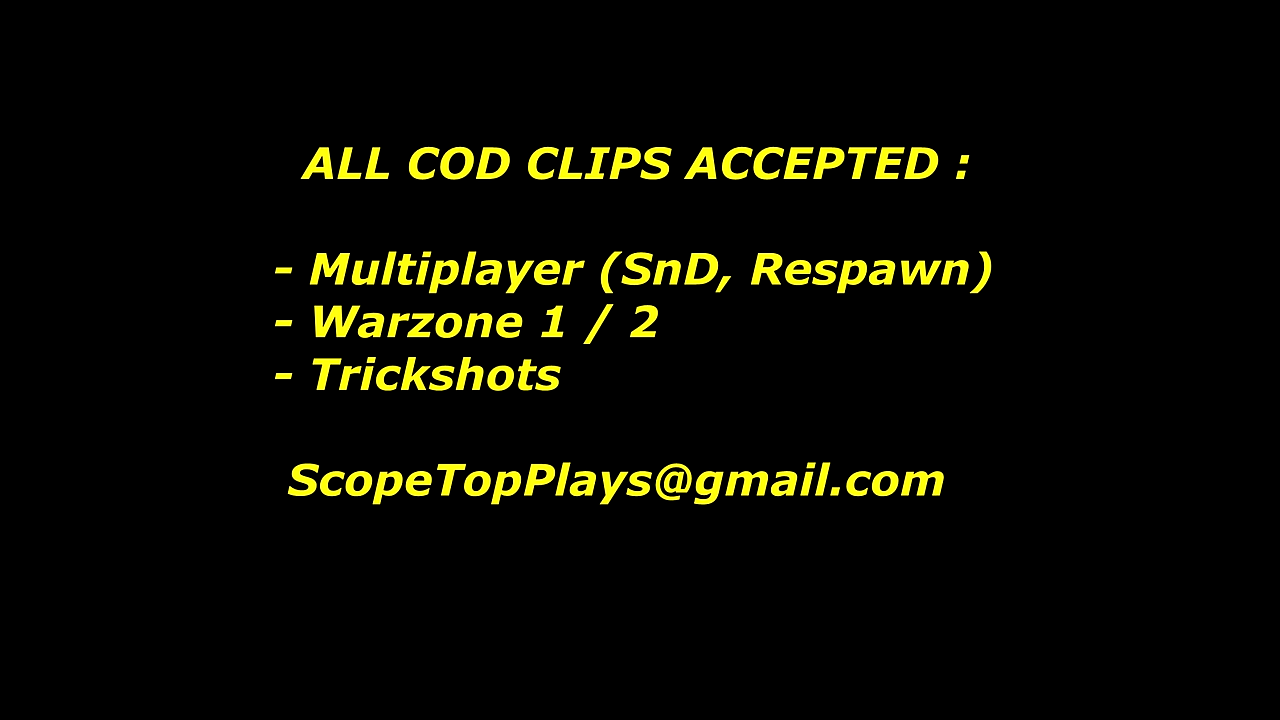 ALL COD CLIPS ACCEPTED :
- Multiplayer (SnD, Respawn)
- Warzone 1 / 2
- Trickshots
ScopeTopPlays@gmail.com